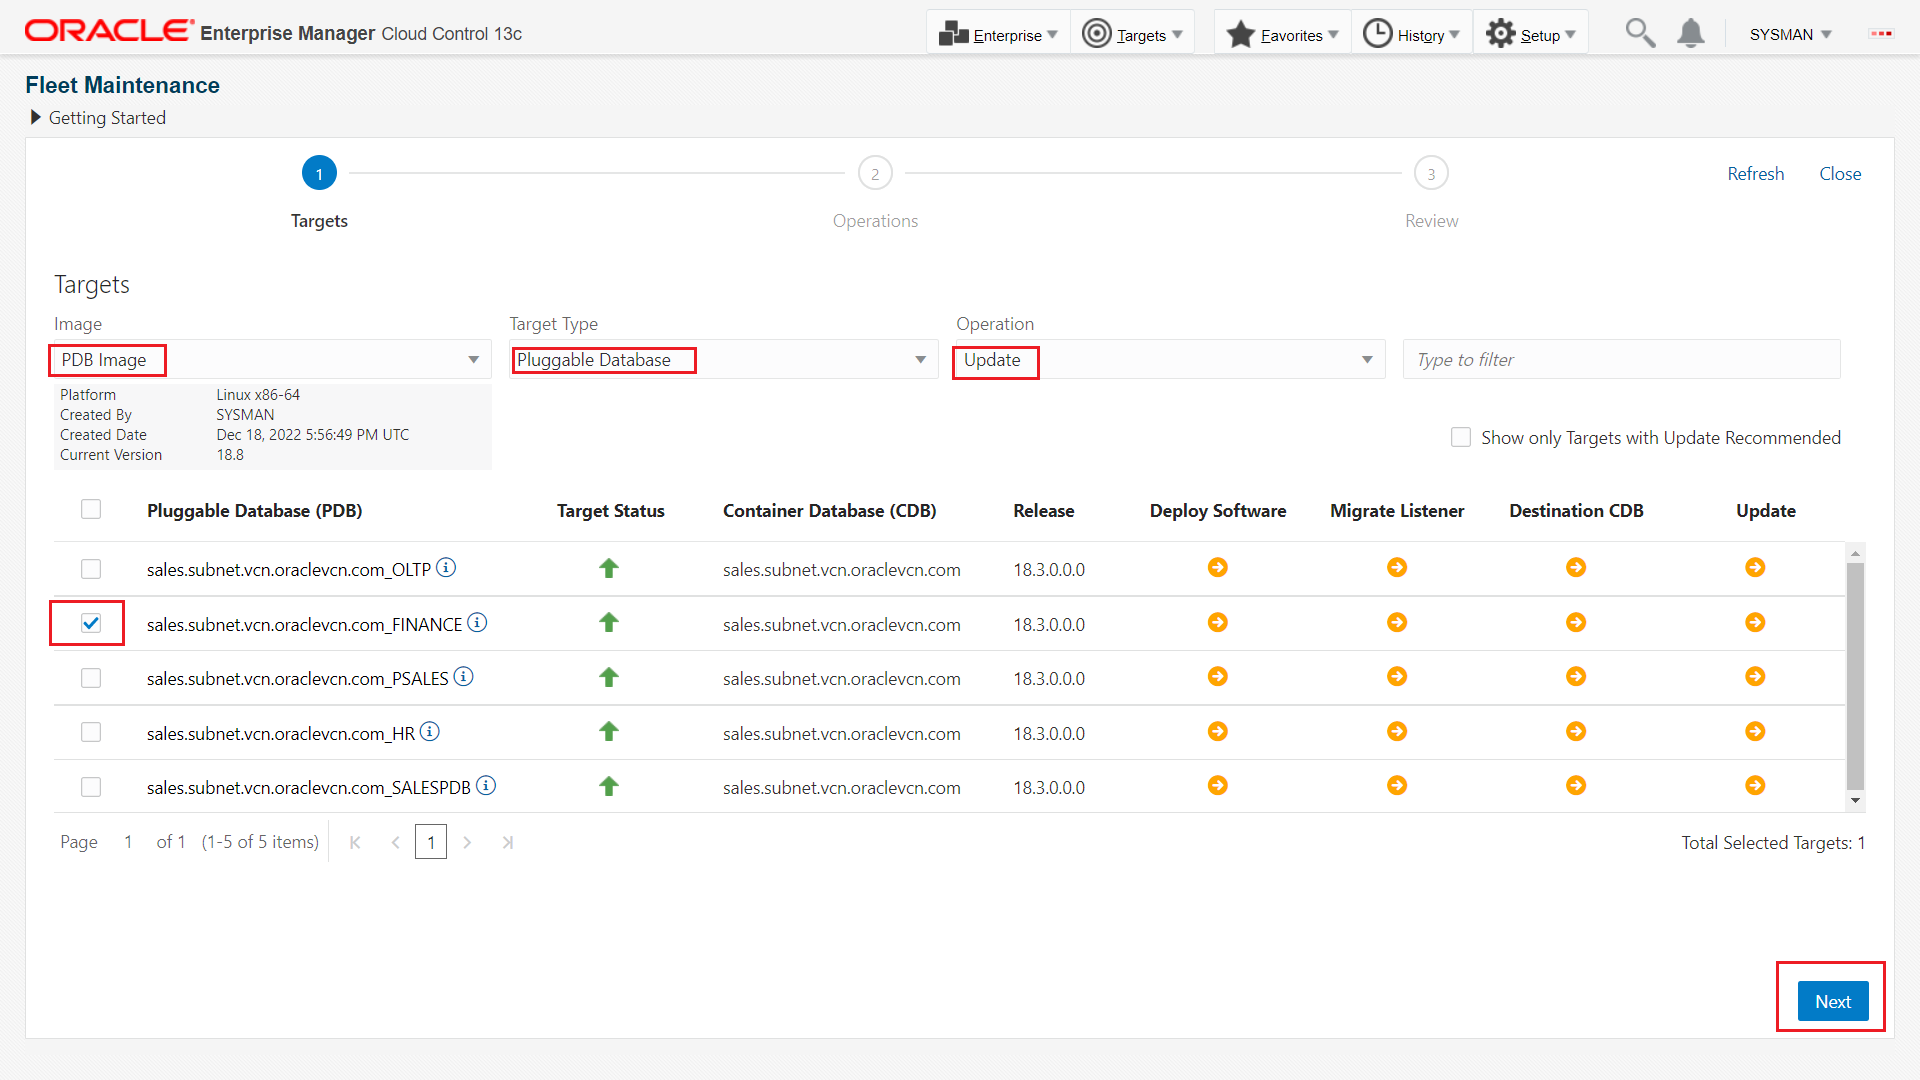 ORACLE Enterprise Manager Cloud Control 13c
Enterprise Targets Favorites History Setup SYSMAN
Fleet Maintenance
Getting Started
1 2 3 Refresh Close
Targets Operations Review
Targets
Image Target Type Operation
PDB Image Pluggable Database Update Type to filter
Platform Linux x86-64
Created By SYSMAN
Created Date Dec 18, 2022 5:56:49 PM UTC
Current Version 18.8
Show only Targets with Update Recommended
Pluggable Database (PDB) Target Status Container Database (CDB) Release Deploy Software Migrate Listener Destination CDB Update
sales.subnet.vcn.oraclevcn.com_OLTP sales.subnet.vcn.oraclevcn.com 18.3.0.0.0
sales.subnet.vcn.oraclevcn.com_FINANCE sales.subnet.vcn.oraclevcn.com 18.3.0.0.0
sales.subnet.vcn.oraclevcn.com_PSALES sales.subnet.vcn.oraclevcn.com 18.3.0.0.0
sales.subnet.vcn.oraclevcn.com_HR sales.subnet.vcn.oraclevcn.com 18.3.0.0.0
sales.subnet.vcn.oraclevcn.com_SALESPDB sales.subnet.vcn.oraclevcn.com 18.3.0.0.0
Page 1 of 1 (1-5 of 5 items) 1 Total Selected Targets: 1
Next